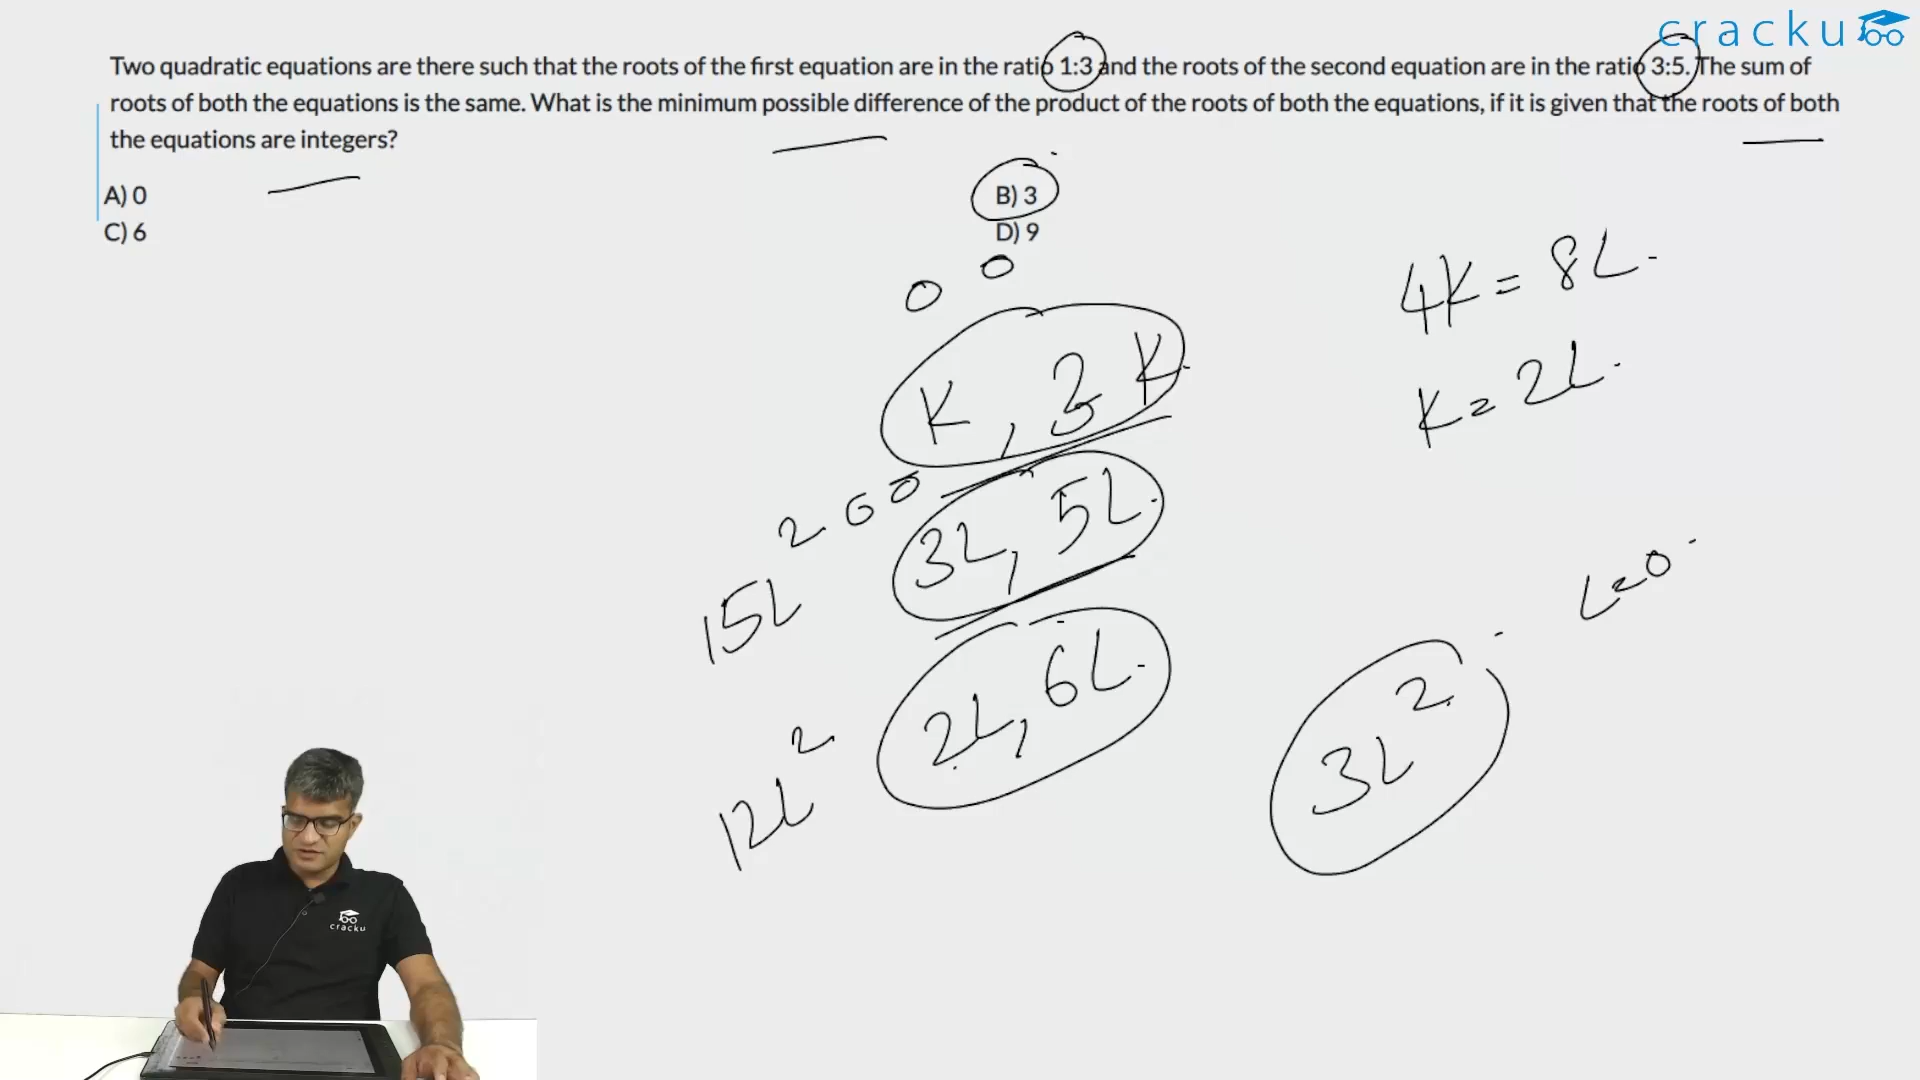 cracku
Two quadratic equations are there such that the roots of the first equation are in the ratio 1:3 and the roots of the second equation are in the ratio 3:5. The sum of
roots of both the equations is the same. What is the minimum possible difference of the product of the roots of both the equations, if it is given that the roots of both
the equations are integers?
A) 0
B) 3
C) 6
D) 9
0 0
K, 3K
4K = 8L
K = 2L
0 0
3L, 5L
15L²
L=0
2L, 6L
12L²
3L²
cracku